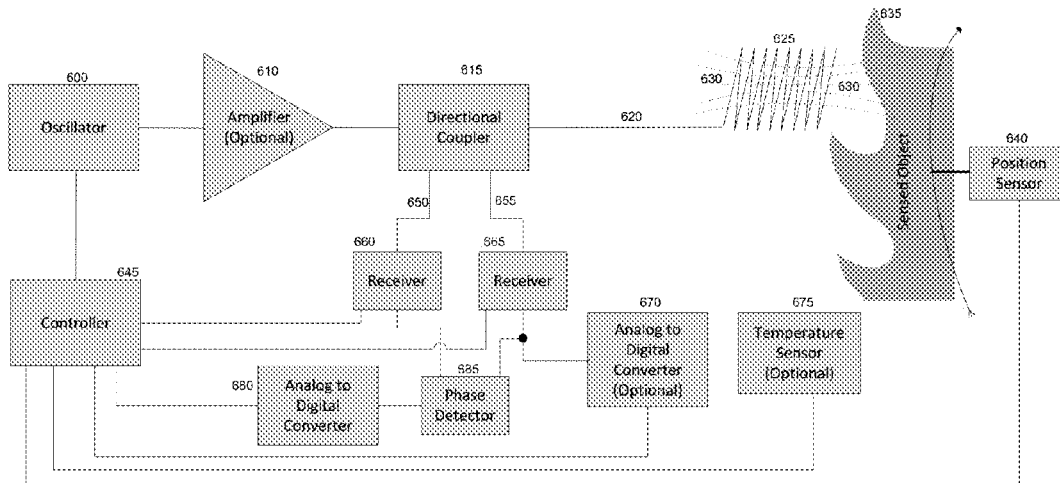 635
625
600
610
615
630
630
640
Oscillator
Amplifier
(Optional)
Directional
Coupler
620
Position
Sensor
Sensed Object
650
655
660
665
645
Receiver
Receiver
670
675
Controller
Analog to
Digital
Converter
(Optional)
Temperature
Sensor
(Optional)
680
685
Analog to
Digital
Converter
Phase
Detector